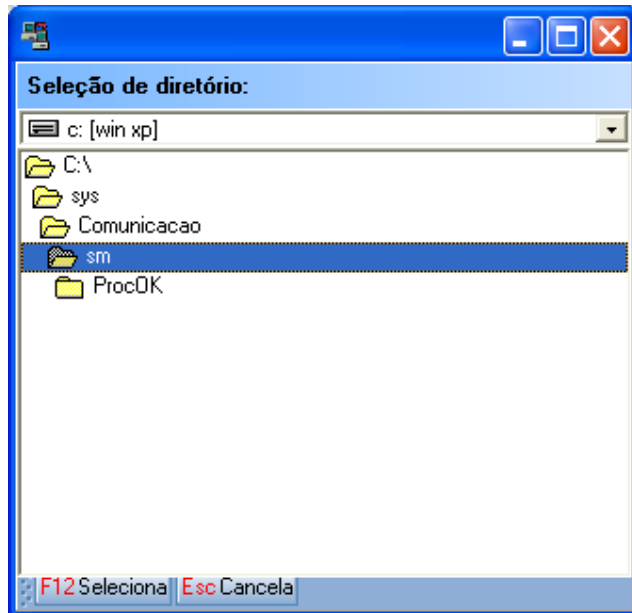 Seleção de diretório:
c: [win xp]
C:\
sys
Comunicacao
sm
ProcOK
F12 Seleciona Esc Cancela